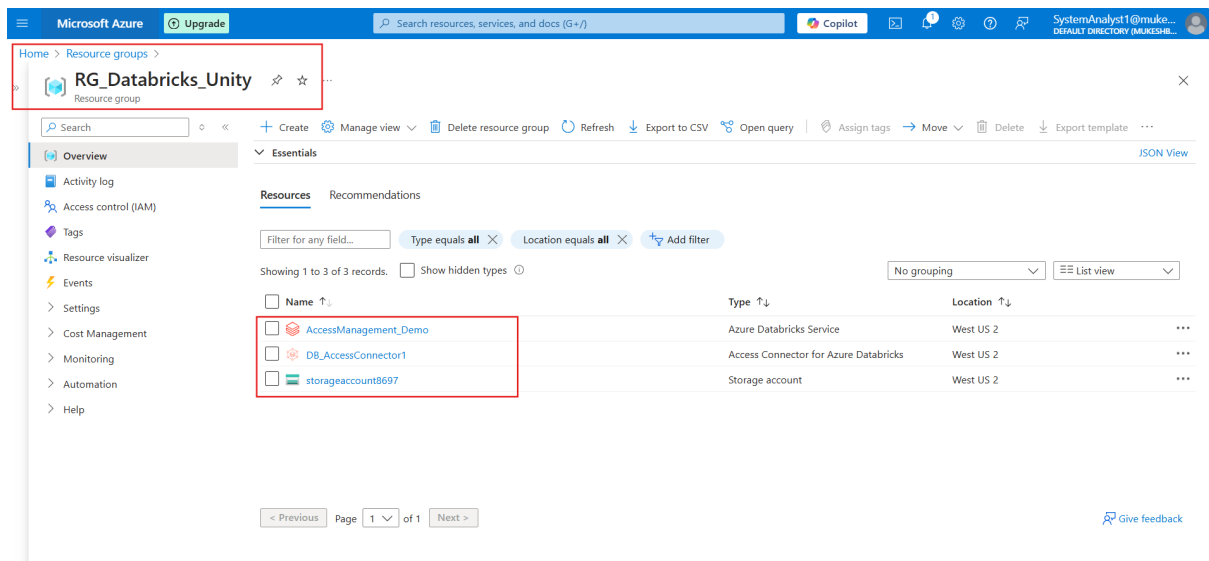 Microsoft Azure Upgrade Search resources, services, and docs (G+/) Copilot 1 SystemAnalyst1@muke...
DEFAULT DIRECTORY (MUKESHB...
Home > Resource groups >
RG_Databricks_Unity ...
Resource group
Search
Create Manage view Delete resource group Refresh Export to CSV Open query Assign tags Move Delete Export template ...
Overview
Activity log
Access control (IAM)
Tags
Resource visualizer
Events
Settings
Cost Management
Monitoring
Automation
Help
Essentials JSON View
Resources Recommendations
Filter for any field... Type equals all Location equals all Add filter
Showing 1 to 3 of 3 records. Show hidden types No grouping List view
Name Type Location
AccessManagement_Demo Azure Databricks Service West US 2
DB_AccessConnector1 Access Connector for Azure Databricks West US 2
storageaccount8697 Storage account West US 2
< Previous Page 1 of 1 Next > Give feedback